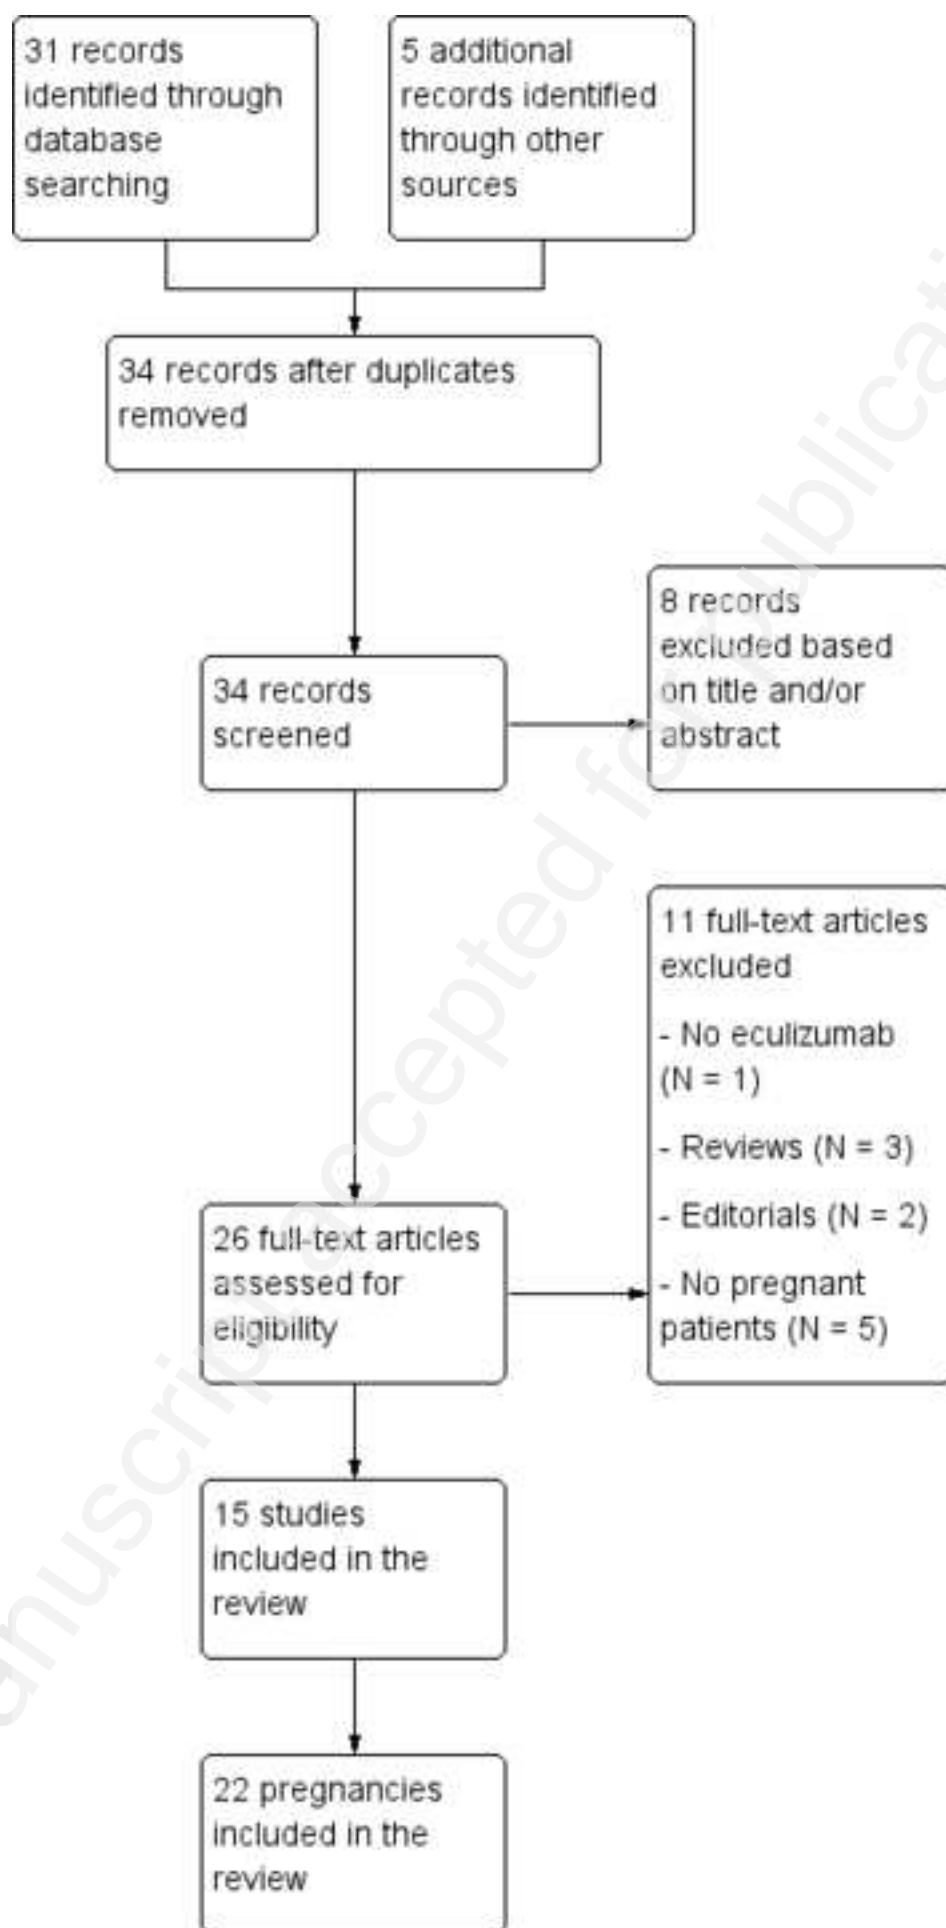 31 records
identified through
database
searching
5 additional
records identified
through other
sources
34 records after duplicates
removed
34 records
screened
8 records
excluded based
on title and/or
abstract
11 full-text articles
excluded
- No eculizumab
(N = 1)
- Reviews (N = 3)
- Editorials (N = 2)
- No pregnant
patients (N = 5)
26 full-text articles
assessed for
eligibility
15 studies
included in the
review
22 pregnancies
included in the
review
accepted for